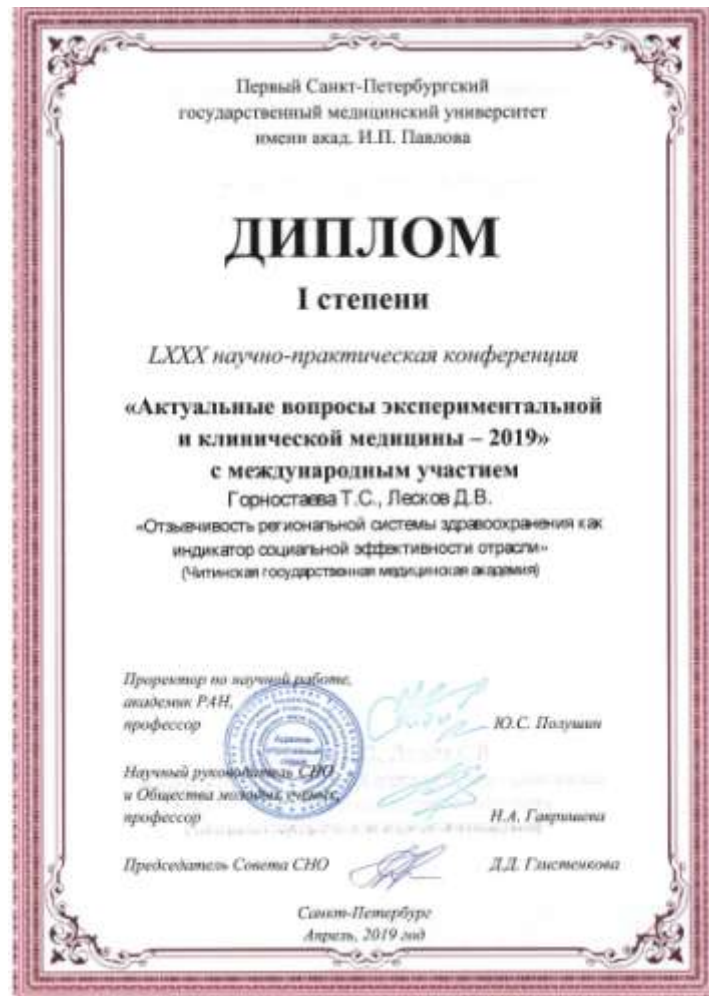 Первый Санкт-Петербургский
государственный медицинский университет
имени акад. И.П. Павлова
ДИПЛОМ
I степени
LXXX научно-практическая конференция
«Актуальные вопросы экспериментальной
и клинической медицины – 2019»
с международным участием
Горностаева Т.С., Лесков Д.В.
«Отзывчивость региональной системы здравоохранения как
индикатор социальной эффективности отрасли»
(Читинская государственная медицинская академия)
Проректор по научной работе,
академик РАН,
профессор
Ю.С. Полушин
Научный руководитель СНО
и Общества молодых ученых,
профессор
Н.А. Гавришева
Председатель Совета СНО
Д.Д. Глистенкова
Санкт-Петербург
Апрель, 2019 год